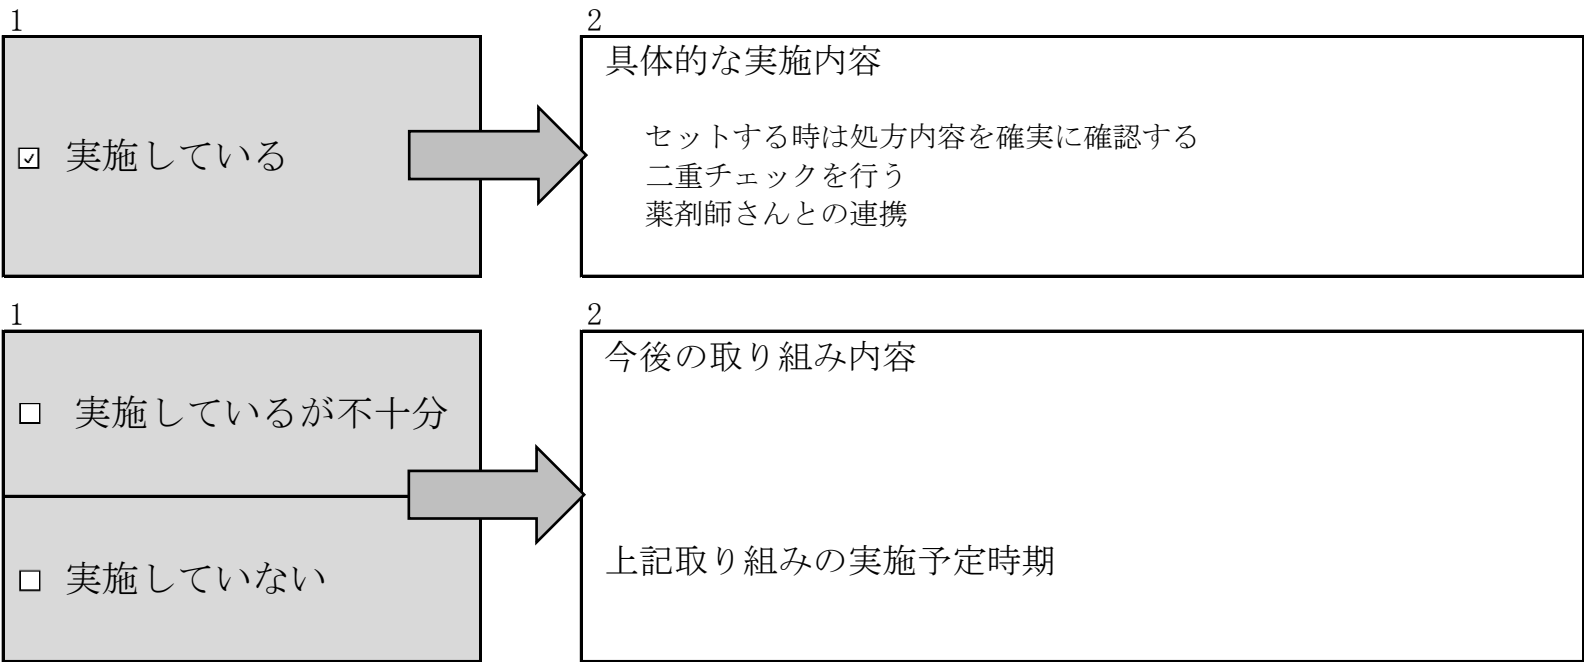 1
2
☑ 実施している
具体的な実施内容
セットする時は処方内容を確実に確認する
二重チェックを行う
薬剤師さんとの連携
1
2
□ 実施しているが不十分
□ 実施していない
今後の取り組み内容
上記取り組みの実施予定時期